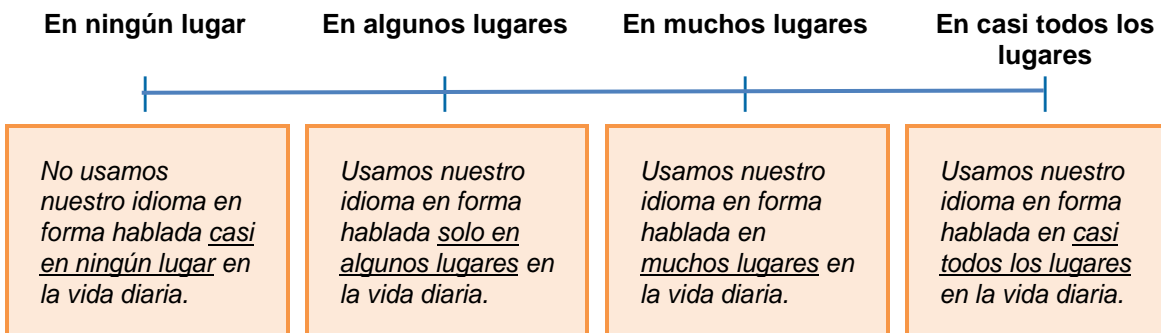 En ningún lugar
En algunos lugares
En muchos lugares
En casi todos los
lugares
No usamos
nuestro idioma en
forma hablada casi
en ningún lugar en
la vida diaria.
Usamos nuestro
idioma en forma
hablada solo en
algunos lugares en
la vida diaria.
Usamos nuestro
idioma en forma
hablada en
muchos lugares en
la vida diaria.
Usamos nuestro
idioma en forma
hablada en casi
todos los lugares
en la vida diaria.